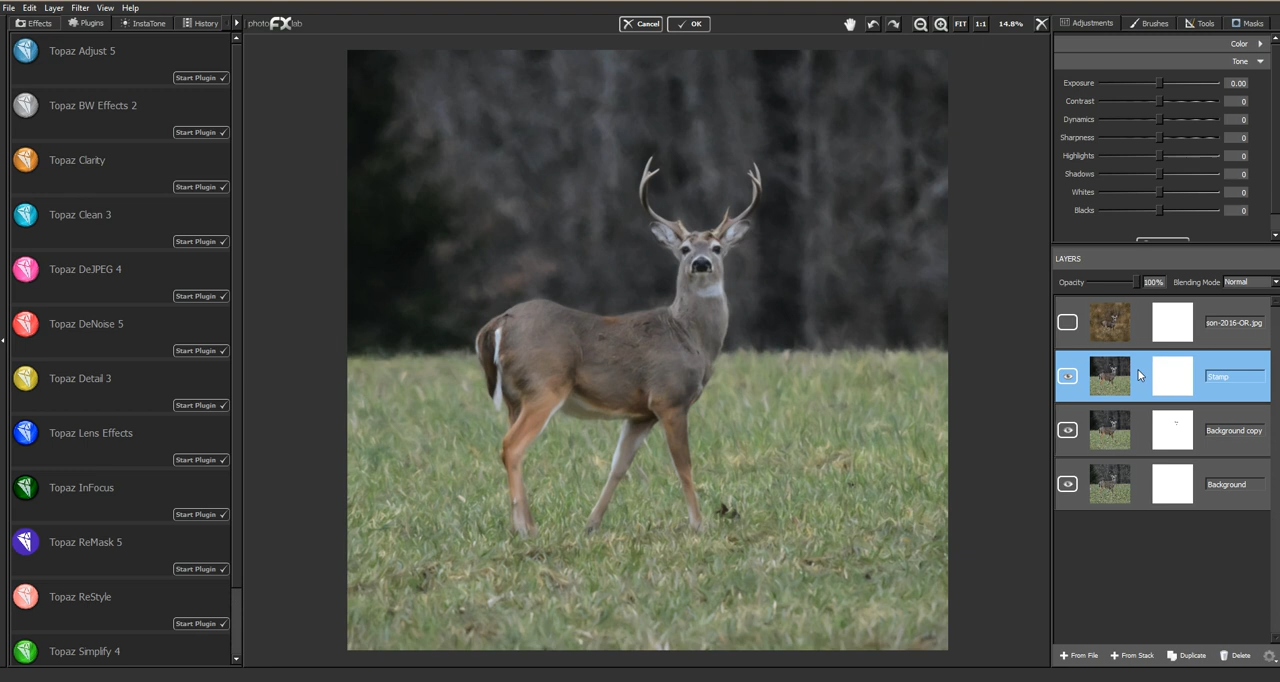 File Edit Layer Filter View Help
Effects Plugins InstaTone History
photo FX lab
Cancel OK
FIT 1:1 14.8%
Adjustments Brushes Tools Masks
Topaz Adjust 5
Start Plugin
Topaz BW Effects 2
Start Plugin
Topaz Clarity
Start Plugin
Topaz Clean 3
Start Plugin
Topaz DeJPEG 4
Start Plugin
Topaz DeNoise 5
Start Plugin
Topaz Detail 3
Start Plugin
Topaz Lens Effects
Start Plugin
Topaz InFocus
Start Plugin
Topaz ReMask 5
Start Plugin
Topaz ReStyle
Start Plugin
Topaz Simplify 4
Color
Tone
Exposure 0.00
Contrast 0
Dynamics 0
Sharpness 0
Highlights 0
Shadows 0
Whites 0
Blacks 0
LAYERS
Opacity 100% Blending Mode Normal
son-2016-OR.jpg
Stamp
Background copy
Background
From File From Stack Duplicate Delete